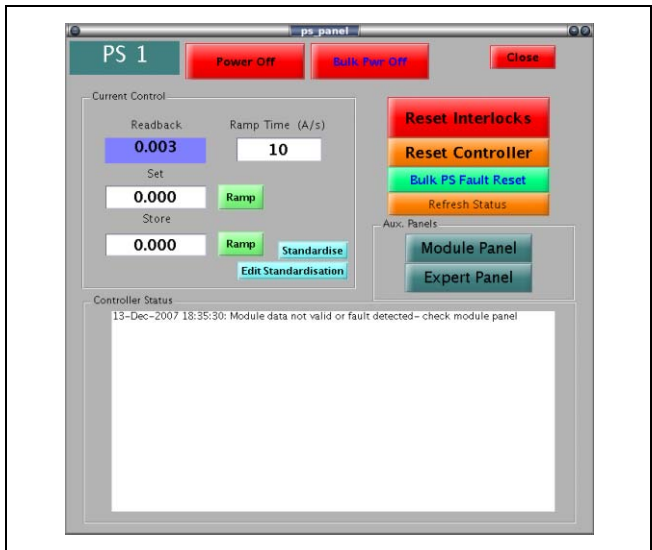 ps_panel
PS 1
Power Off
Bulk Pwr Off
Close
Current Control
Readback
Ramp Time (A/s)
0.003
10
Set
0.000
Ramp
Store
0.000
Ramp
Standardise
Edit Standardisation
Reset Interlocks
Reset Controller
Bulk PS Fault Reset
Refresh Status
Aux. Panels
Module Panel
Expert Panel
Controller Status
13-Dec-2007 18:35:30: Module data not valid or fault detected- check module panel